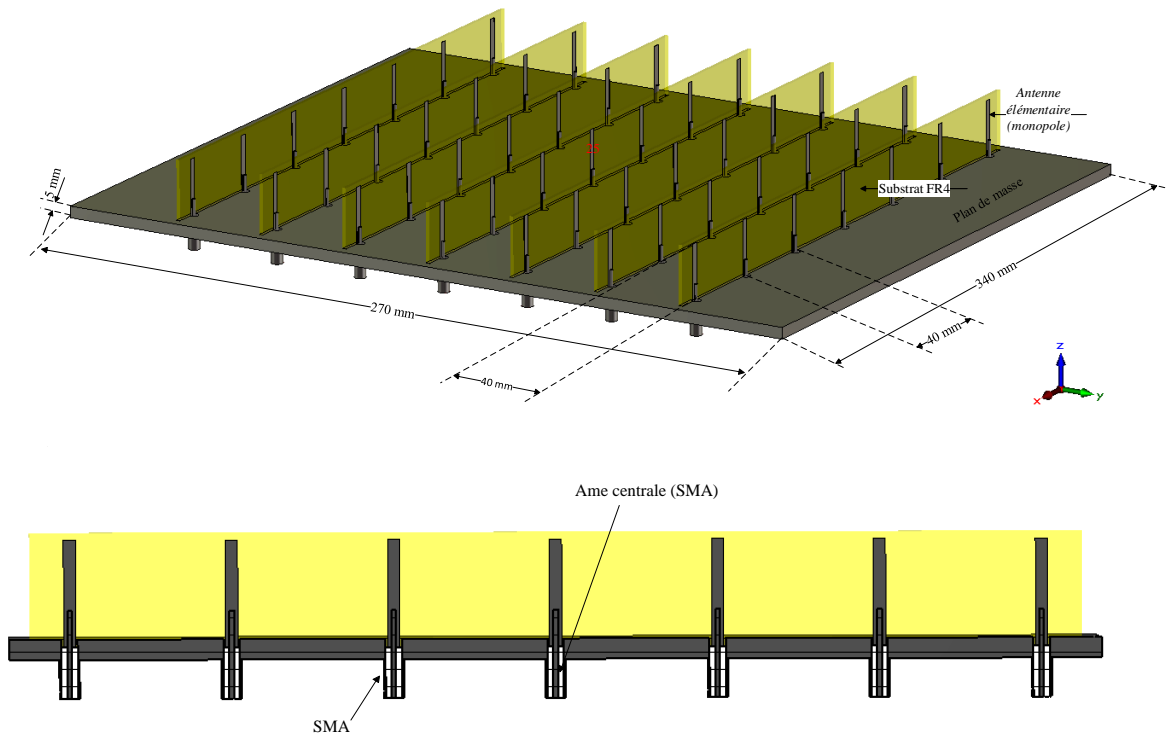 Antenne
élémentaire
(monopole)
25
Substrat FR4
Plan de masse
5 mm
270 mm
340 mm
40 mm
40 mm
z
x
y
Ame centrale (SMA)
SMA